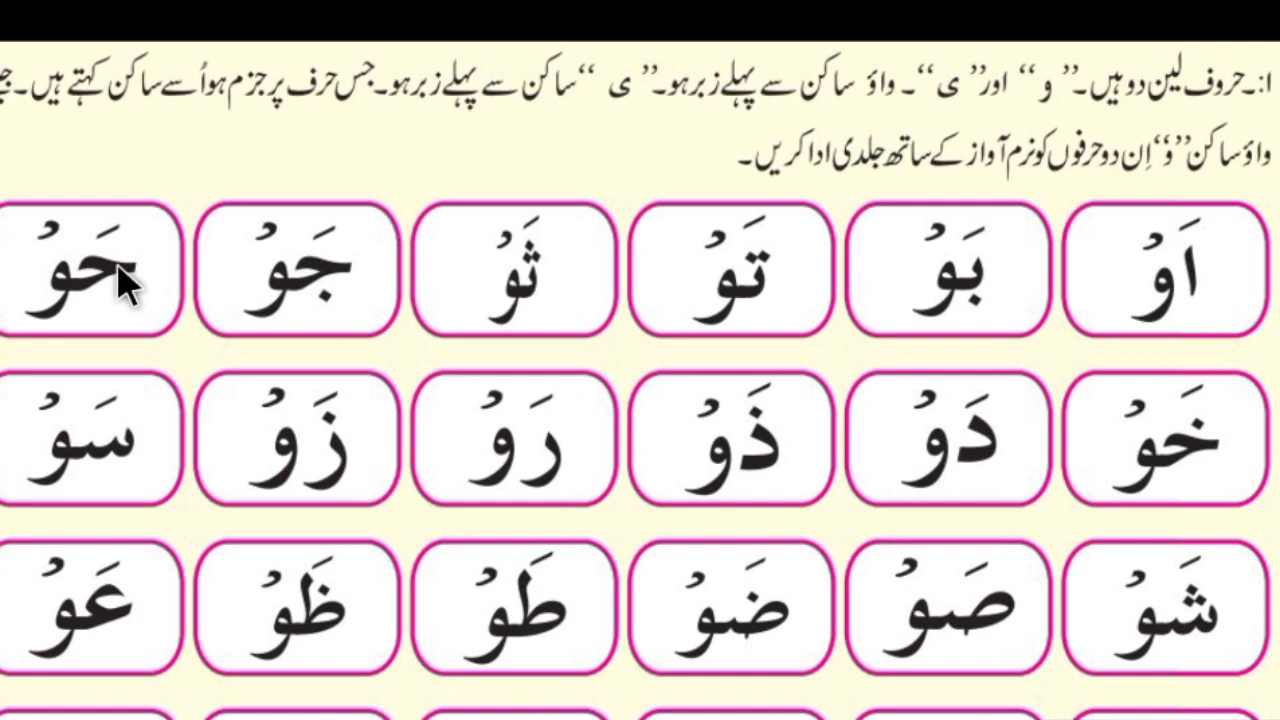 ا:۔حروف لین دو ہیں۔’’ و ‘‘ اور’’ ی ‘‘۔ واؤ ساکن سے پہلے زبر ہو۔’’ ی ‘‘ساکن سے پہلے زبر ہو۔جس حرف پر جزم ہو اُسے ساکن کہتے ہیں۔
واؤ ساکن’’وْ‘‘اِن دو حرفوں کو نرم آواز کے ساتھ جلدی ادا کریں۔
اَوْ بَوْ تَوْ ثَوْ جَوْ حَوْ
خَوْ دَوْ ذَوْ رَوْ زَوْ سَوْ
شَوْ صَوْ ضَوْ طَوْ ظَوْ عَوْ